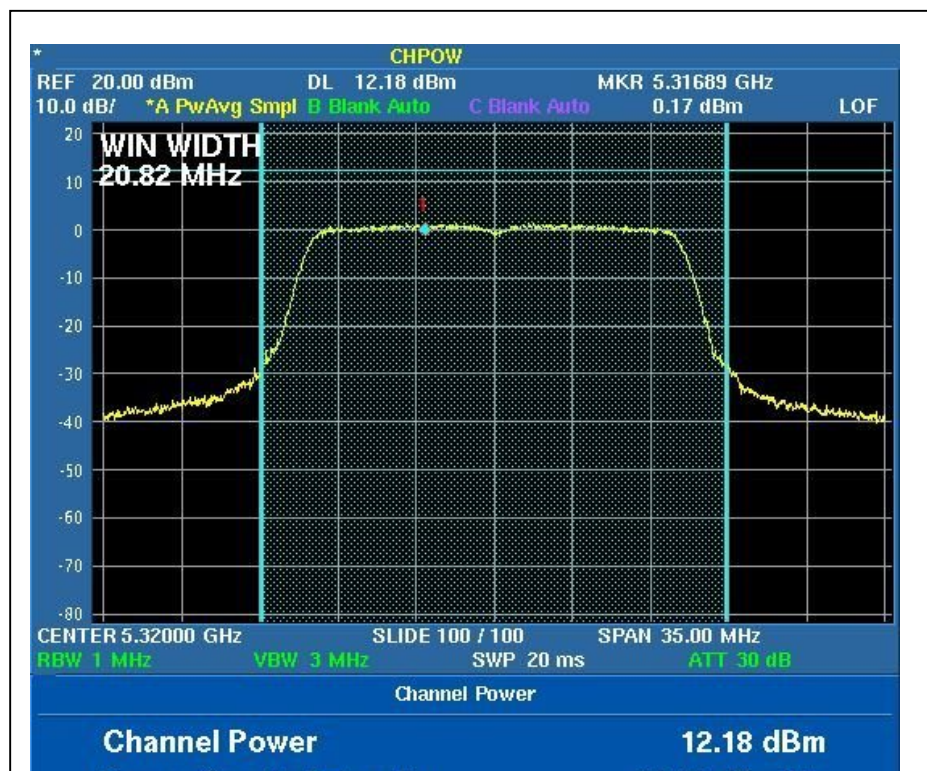 *
CHPOW
REF 20.00 dBm DL 12.18 dBm MKR 5.31689 GHz
10.0 dB/ *A PwAvg Smpl B Blank Auto C Blank Auto 0.17 dBm LOF
WIN WIDTH
20.82 MHz
20
10
0
-10
-20
-30
-40
-50
-60
-70
-80
1
CENTER 5.32000 GHz SLIDE 100 / 100 SPAN 35.00 MHz
RBW 1 MHz VBW 3 MHz SWP 20 ms ATT 30 dB
Channel Power
Channel Power 12.18 dBm